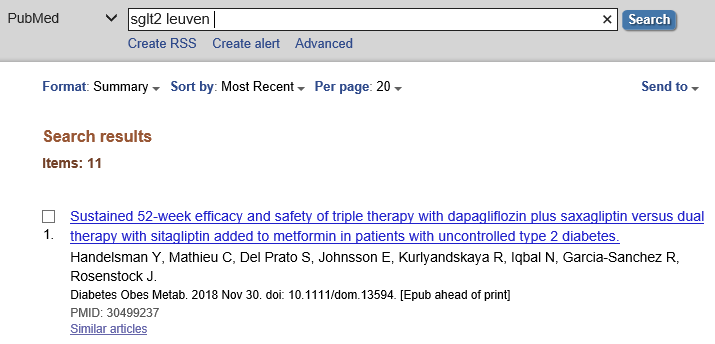 PubMed sglt2 leuven × Search
Create RSS Create alert Advanced
Format: Summary Sort by: Most Recent Per page: 20 Send to
Search results
Items: 11
Sustained 52-week efficacy and safety of triple therapy with dapagliflozin plus saxagliptin versus dual
1. therapy with sitagliptin added to metformin in patients with uncontrolled type 2 diabetes.
Handelsman Y, Mathieu C, Del Prato S, Johnsson E, Kurlyandskaya R, Iqbal N, Garcia-Sanchez R,
Rosenstock J.
Diabetes Obes Metab. 2018 Nov 30. doi: 10.1111/dom.13594. [Epub ahead of print]
PMID: 30499237
Similar articles